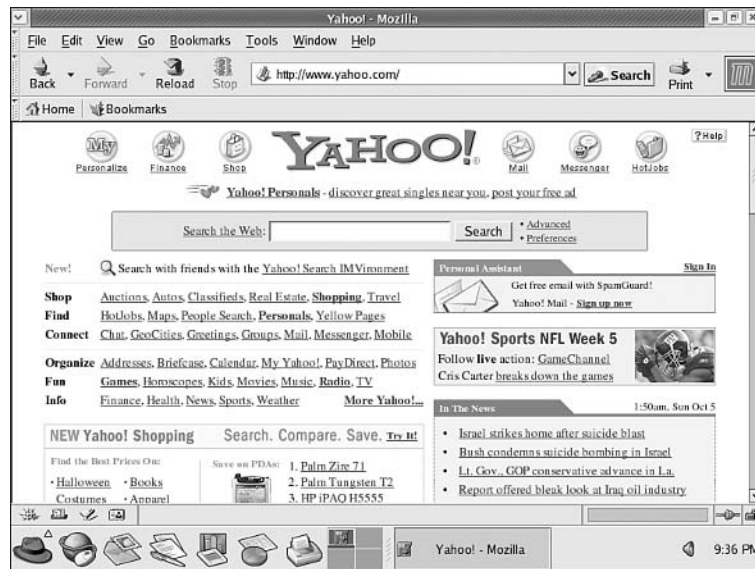 Yahoo! - Mozilla
File Edit View Go Bookmarks Tools Window Help
Back Forward Reload Stop http://www.yahoo.com/ Search Print m
Home Bookmarks
My YAHOO! ?Help
Personalize Finance Shop Mail Messenger HotJobs
Yahoo! Personals - discover great singles near you, post your free ad
Search the Web: Search • Advanced
• Preferences
New! Search with friends with the Yahoo! Search IMVironment
Shop Auctions, Autos, Classifieds, Real Estate, Shopping, Travel
Find HotJobs, Maps, People Search, Personals, Yellow Pages
Connect Chat, GeoCities, Greetings, Groups, Mail, Messenger, Mobile
Organize Addresses, Briefcase, Calendar, My Yahoo!, PayDirect, Photos
Fun Games, Horoscopes, Kids, Movies, Music, Radio, TV
Info Finance, Health, News, Sports, Weather More Yahoo!...
NEW Yahoo! Shopping Search. Compare. Save. Try It!
Find the Best Prices On:
• Halloween • Books
Costumes • Apparel
Save on PDAs: 1. Palm Zire 71
2. Palm Tungsten T2
3. HP iPAQ H5555
Personal Assistant Sign In
Get free email with SpamGuard!
Yahoo! Mail - Sign up now
Yahoo! Sports NFL Week 5
Follow live action: GameChannel
Cris Carter breaks down the games
In The News 1:50am, Sun Oct 5
• Israel strikes home after suicide blast
• Bush condemns suicide bombing in Israel
• Lt. Gov., GOP conservative advance in La.
• Report offered bleak look at Iraq oil industry
Yahoo! - Mozilla 9:36 PM